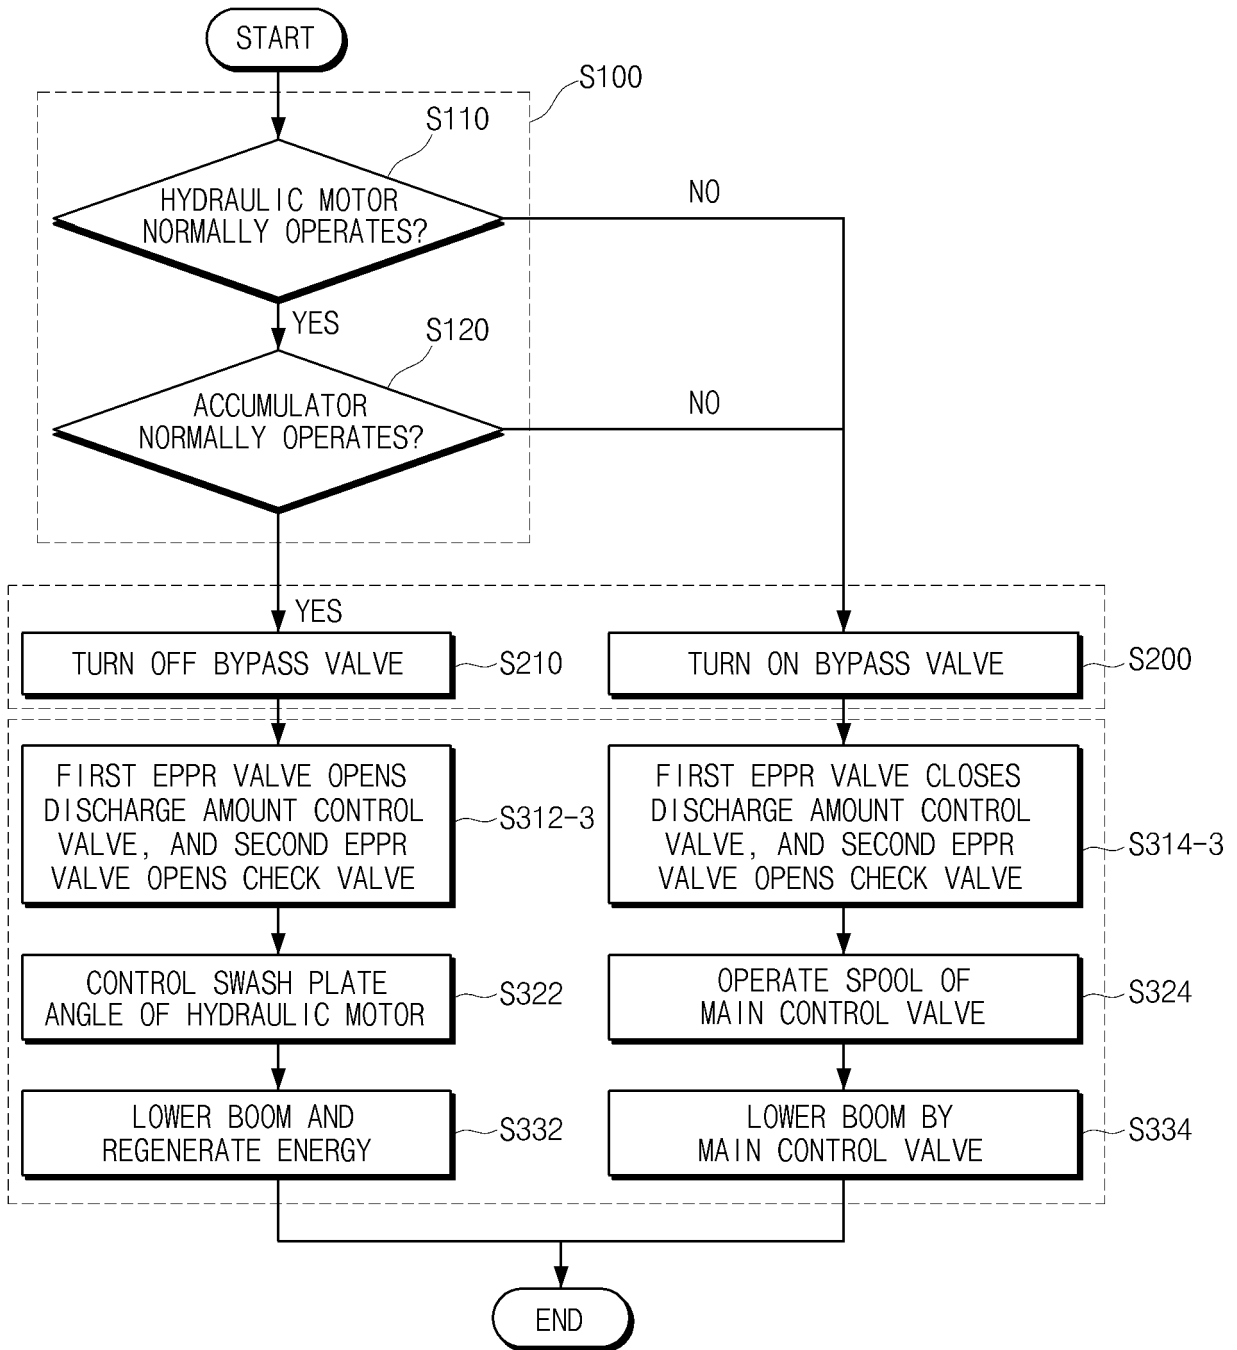 START
S100
S110
HYDRAULIC MOTOR
NORMALLY OPERATES?
NO
YES
S120
ACCUMULATOR
NORMALLY OPERATES?
NO
YES
TURN OFF BYPASS VALVE
S210
TURN ON BYPASS VALVE
S200
FIRST EPPR VALVE OPENS
DISCHARGE AMOUNT CONTROL
VALVE, AND SECOND EPPR
VALVE OPENS CHECK VALVE
S312-3
FIRST EPPR VALVE CLOSES
DISCHARGE AMOUNT CONTROL
VALVE, AND SECOND EPPR
VALVE OPENS CHECK VALVE
S314-3
CONTROL SWASH PLATE
ANGLE OF HYDRAULIC MOTOR
S322
OPERATE SPOOL OF
MAIN CONTROL VALVE
S324
LOWER BOOM AND
REGENERATE ENERGY
S332
LOWER BOOM BY
MAIN CONTROL VALVE
S334
END